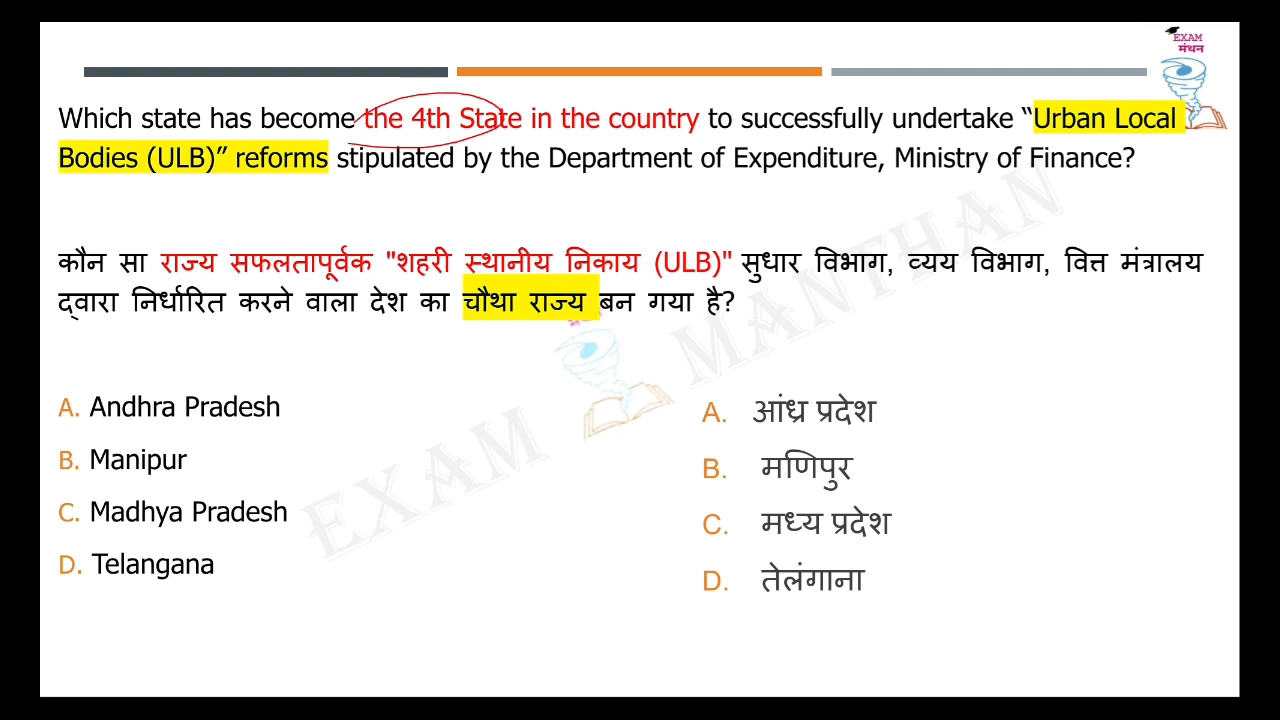 EXAM
मंथन
Which state has become the 4th State in the country to successfully undertake “Urban Local
Bodies (ULB)” reforms stipulated by the Department of Expenditure, Ministry of Finance?
कौन सा राज्य सफलतापूर्वक "शहरी स्थानीय निकाय (ULB)" सुधार विभाग, व्यय विभाग, वित्त मंत्रालय
द्वारा निर्धारित करने वाला देश का चौथा राज्य बन गया है?
A. Andhra Pradesh
B. Manipur
C. Madhya Pradesh
D. Telangana
A. आंध्र प्रदेश
B. मणिपुर
C. मध्य प्रदेश
D. तेलंगाना
EXAM MANTHAN